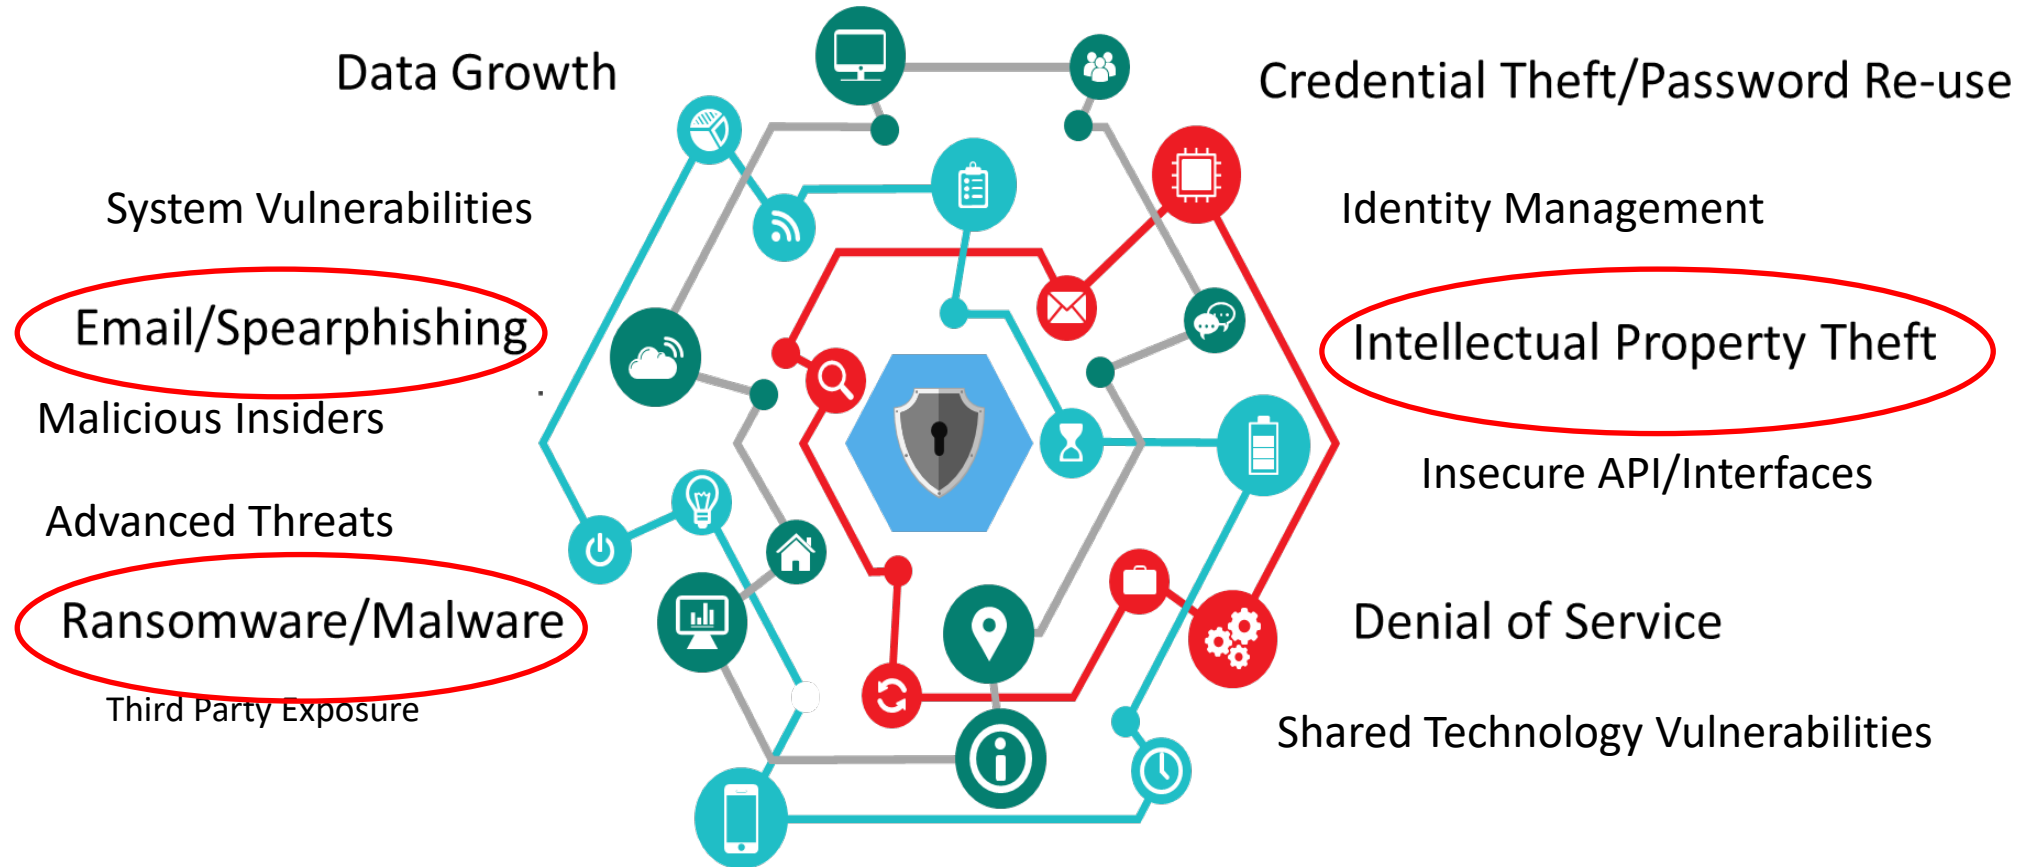 Data Growth
System Vulnerabilities
Email/Spearphishing
Malicious Insiders
Advanced Threats
Ransomware/Malware
Third Party Exposure
Credential Theft/Password Re-use
Identity Management
Intellectual Property Theft
Insecure API/Interfaces
Denial of Service
Shared Technology Vulnerabilities